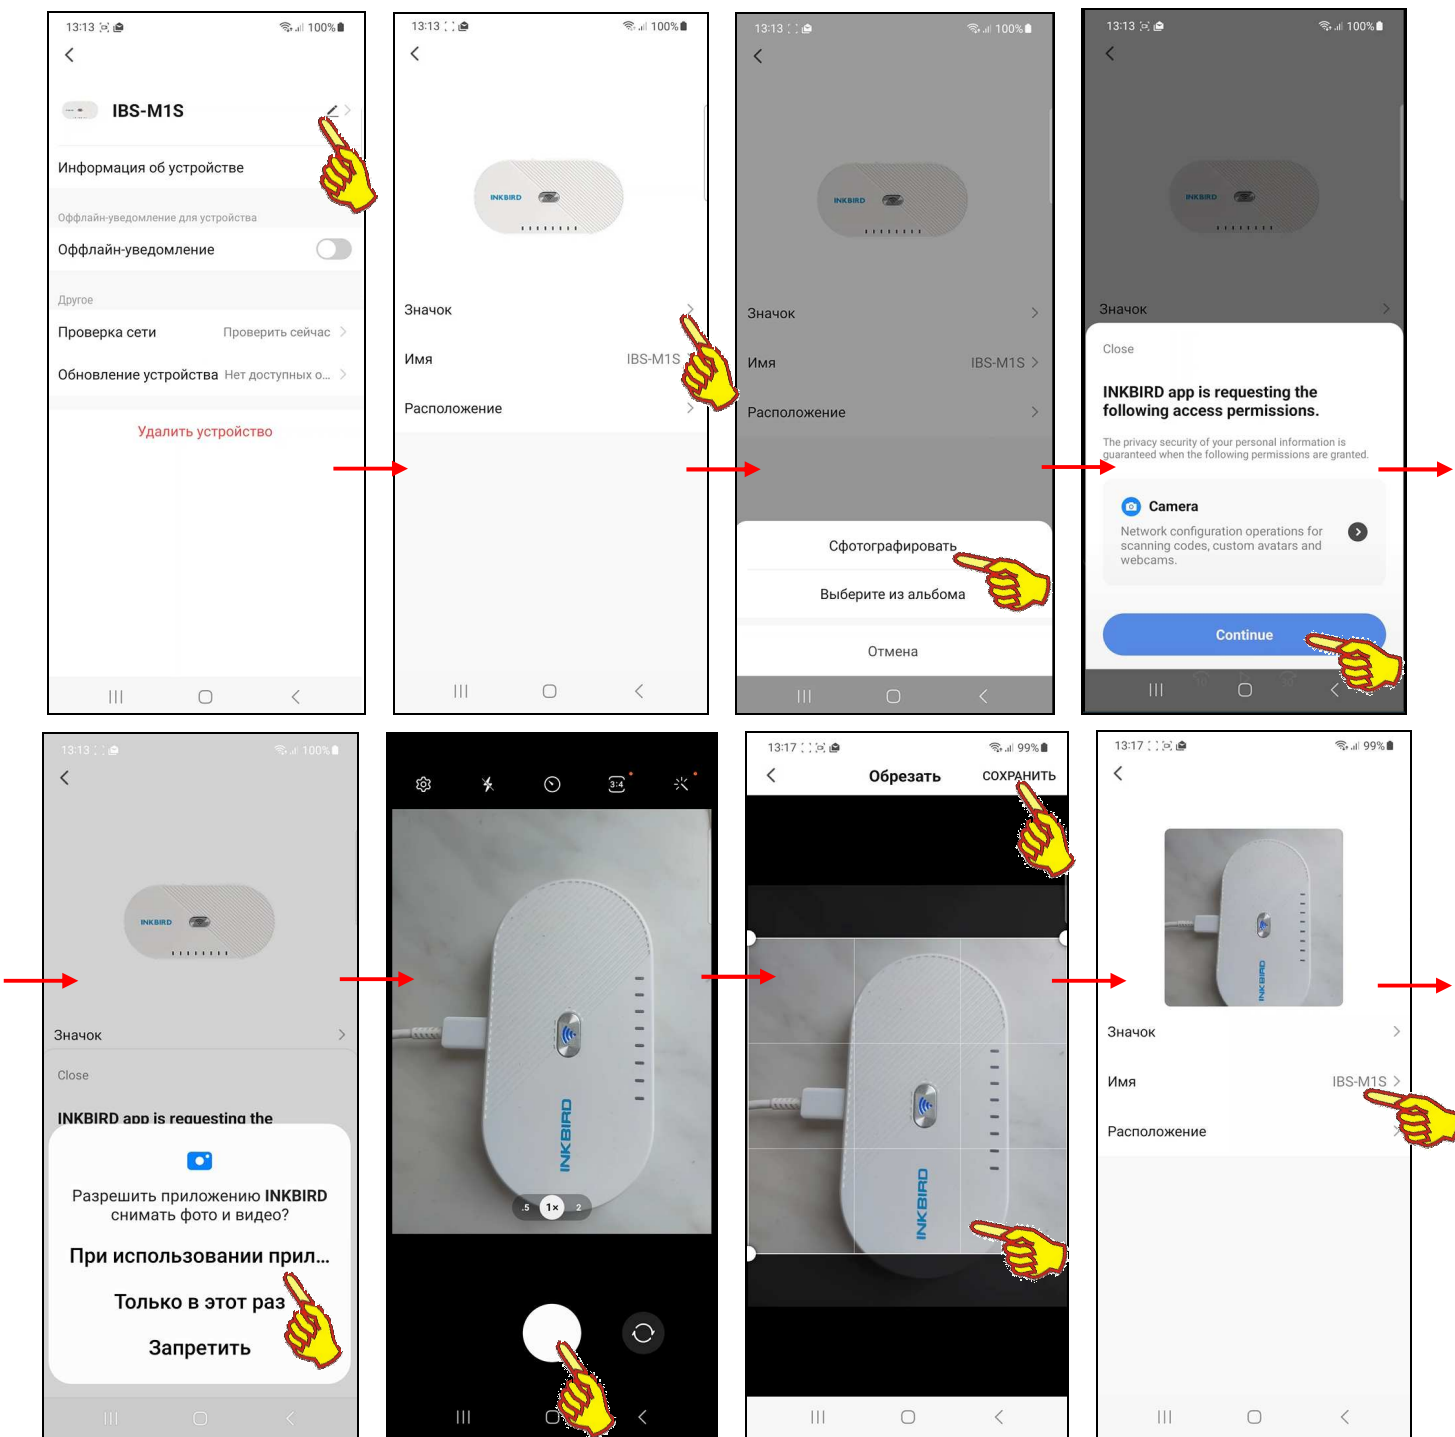 13:13
100%
IBS-M1S
Информация об устройстве
Оффлайн-уведомление для устройства
Оффлайн-уведомление
Другое
Проверка сети Проверить сейчас
Обновление устройства Нет доступных о...
Удалить устройство
13:13
100%
INKBIRD
Значок
Имя IBS-M1S
Расположение
13:13
100%
INKBIRD
Значок
Имя IBS-M1S
Расположение
Сфотографировать
Выберите из альбома
Отмена
13:13
100%
INKBIRD
Значок
Close
INKBIRD app is requesting the
following access permissions.
The privacy security of your personal information is
guaranteed when the following permissions are granted.
Camera
Network configuration operations for
scanning codes, custom avatars and
webcams.
Continue
13:13
100%
INKBIRD
Значок
Close
INKBIRD app is requesting the
Разрешить приложению INKBIRD
снимать фото и видео?
При использовании прил...
Только в этот раз
Запретить
3:4
INKBIRD
.5 1x 2
13:17
99%
Обрезать СОХРАНИТЬ
INKBIRD
13:17
99%
INKBIRD
Значок
Имя IBS-M1S
Расположение